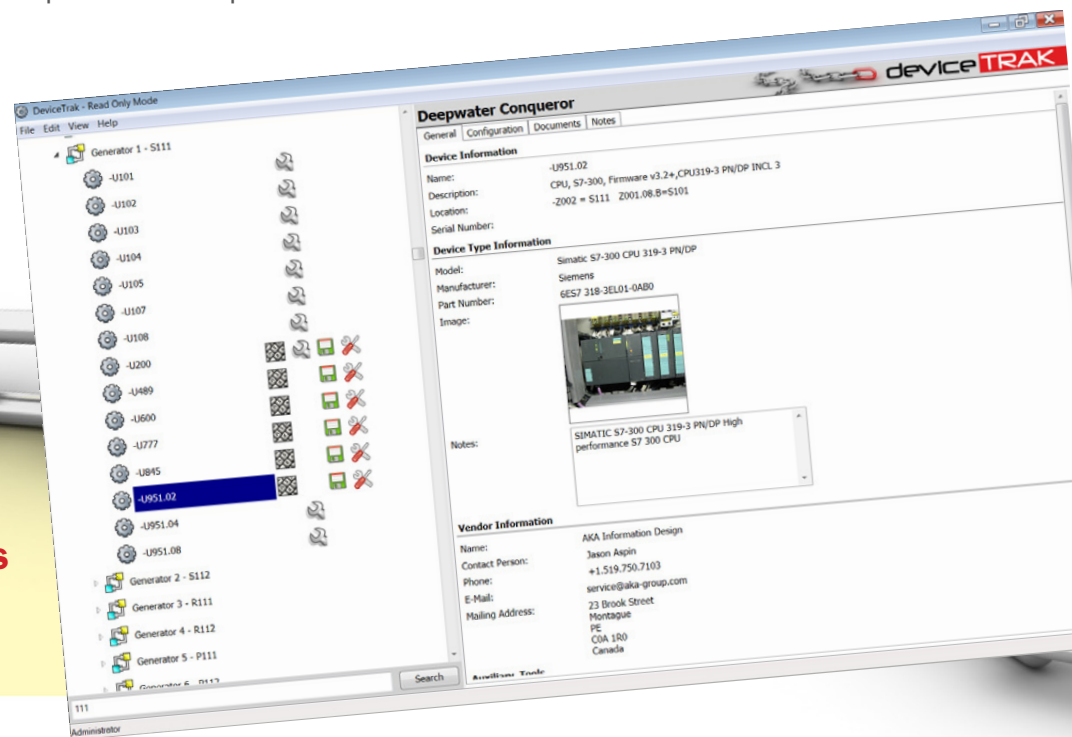 DeviceTrak - Read Only Mode
File Edit View Help
Generator 1 - S111
-U101
-U102
-U103
-U104
-U105
-U107
-U108
-U200
-U489
-U600
-U777
-U845
-U951.02
-U951.04
-U951.08
Generator 2 - S112
Generator 3 - R111
Generator 4 - R112
Generator 5 - P111
111
Search
Administrator
device TRAK
Deepwater Conqueror
General Configuration Documents Notes
Device Information
Name: -U951.02
Description: CPU, S7-300, Firmware v3.2+,CPU319-3 PN/DP INCL 3
Location: -Z002 = S111 Z001.08.B=S101
Serial Number:
Device Type Information
Model: Simatic S7-300 CPU 319-3 PN/DP
Manufacturer: Siemens
Part Number: 6ES7 318-3EL01-0AB0
Image:
Notes: SIMATIC S7-300 CPU 319-3 PN/DP High
performance S7 300 CPU
Vendor Information
Name: AKA Information Design
Contact Person: Jason Aspin
Phone: +1.519.750.7103
E-Mail: service@aka-group.com
Mailing Address: 23 Brook Street
Montague
PE
C0A 1R0
Canada
Auxiliary Tools